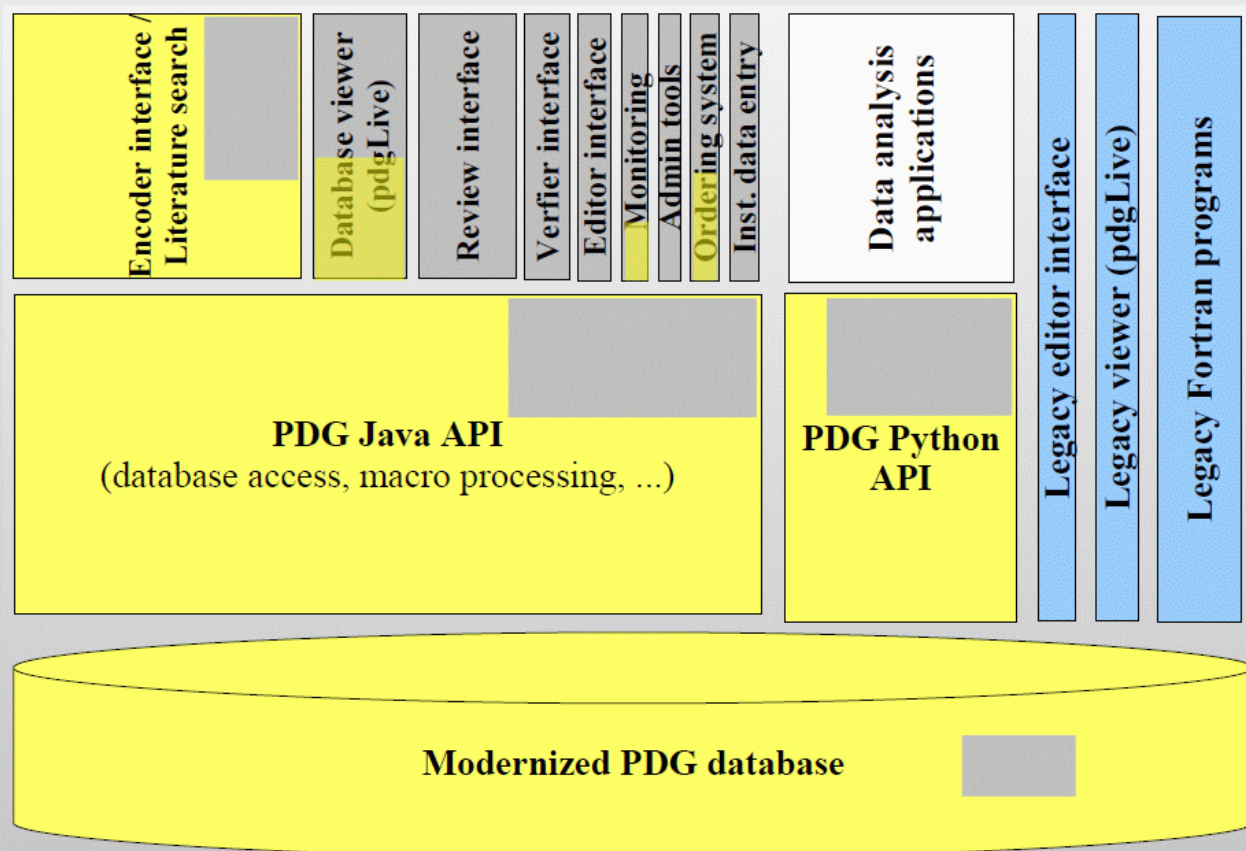 Encoder interface /
Literature search
Database viewer
(pdgLive)
Review interface
Verfier interface
Editor interface
Monitoring
Admin tools
Ordering system
Inst. data entry
Data analysis
applications
Legacy editor interface
Legacy viewer (pdgLive)
Legacy Fortran programs
PDG Java API
(database access, macro processing, ...)
PDG Python
API
Modernized PDG database